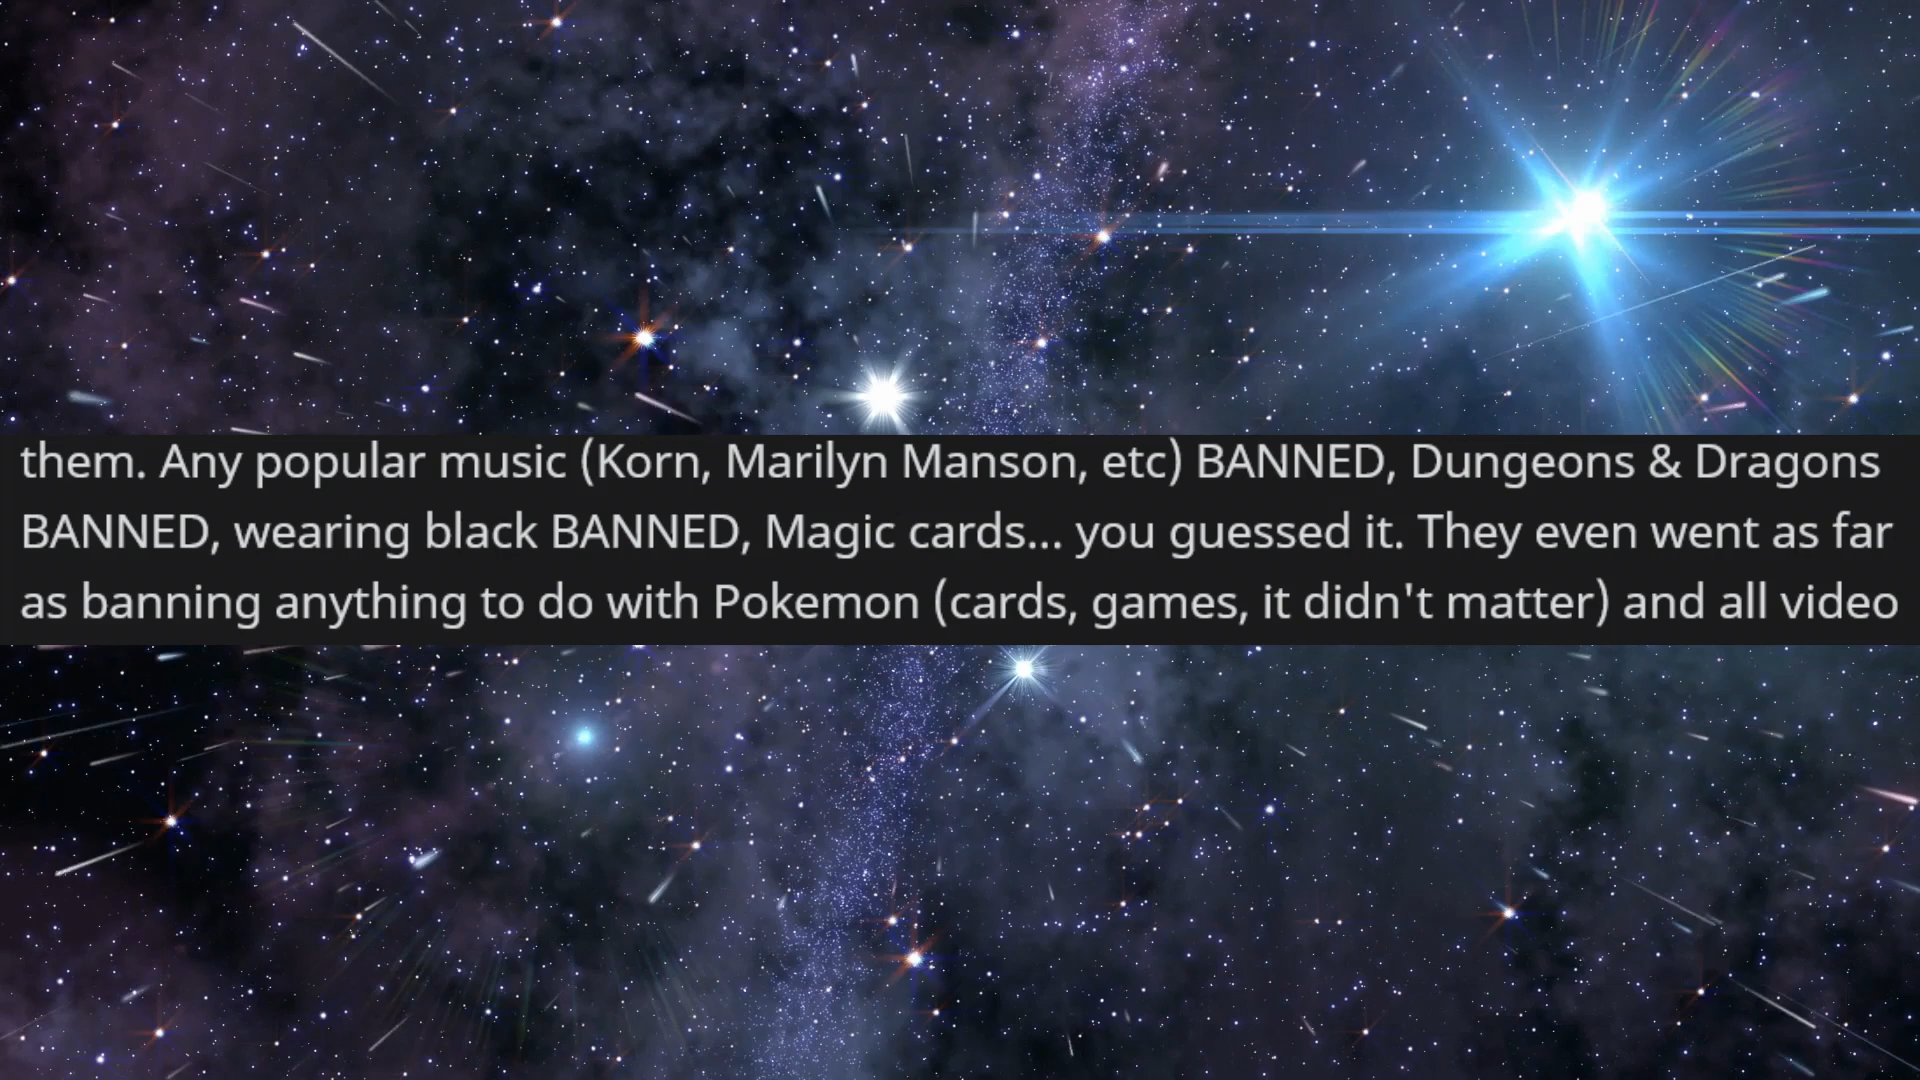 them. Any popular music (Korn, Marilyn Manson, etc) BANNED, Dungeons & Dragons
BANNED, wearing black BANNED, Magic cards... you guessed it. They even went as far
as banning anything to do with Pokemon (cards, games, it didn't matter) and all video